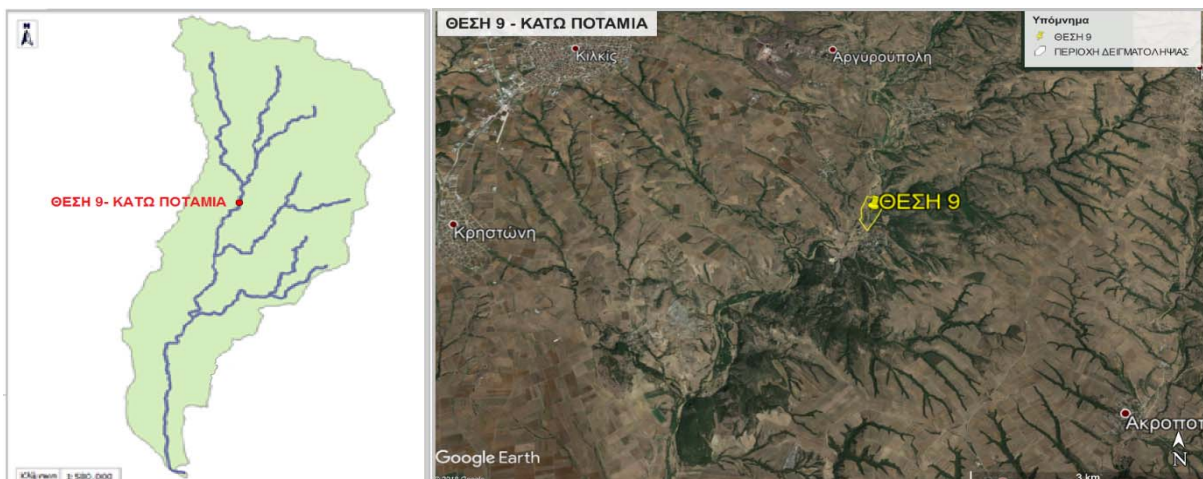 ΘΕΣΗ 9- ΚΑΤΩ ΠΟΤΑΜΙΑ
1:580.000
ΘΕΣΗ 9 - ΚΑΤΩ ΠΟΤΑΜΙΑ
Υπόμνημα
ΘΕΣΗ 9
ΠΕΡΙΟΧΗ ΔΕΙΓΜΑΤΟΛΗΨΙΑΣ
Κιλκίς
Αργυρούπολη
ΘΕΣΗ 9
Κρηστώνη
Ακροποτ
N
Google Earth
3 km